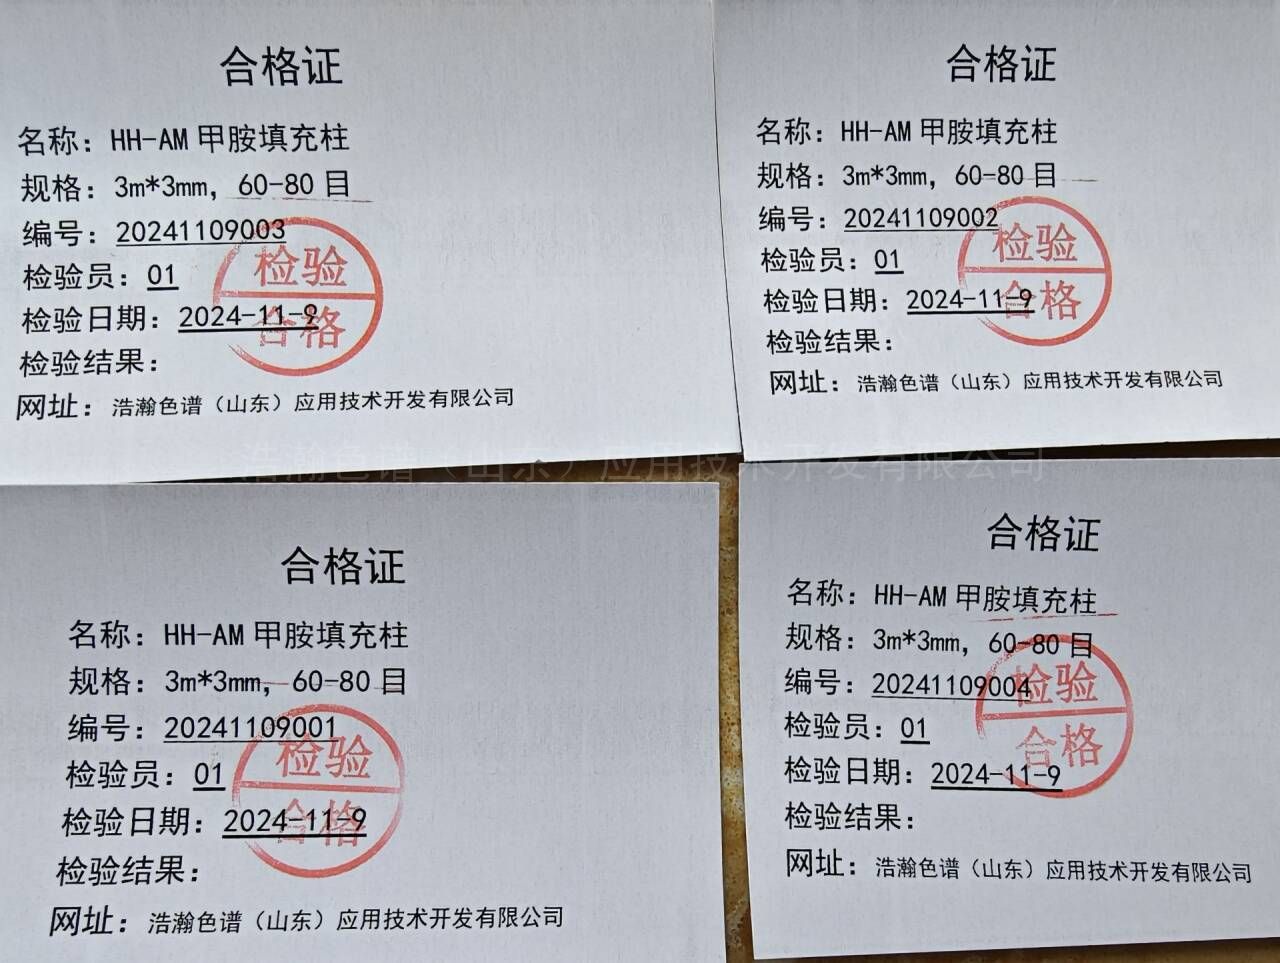 合格证
名称：HH-AM 甲胺填充柱
规格：3m*3mm，60-80 目
编号：20241109003
检验员：01
检验日期：2024-11-9
检验结果：
网址：浩瀚色谱（山东）应用技术开发有限公司
检验
合格
合格证
名称：HH-AM 甲胺填充柱
规格：3m*3mm，60-80 目
编号：20241109002
检验员：01
检验日期：2024-11-9
检验结果：
网址：浩瀚色谱（山东）应用技术开发有限公司
检验
合格
浩瀚色谱（山东）应用技术开发有限公司
合格证
名称：HH-AM 甲胺填充柱
规格：3m*3mm，60-80 目
编号：20241109001
检验员：01
检验日期：2024-11-9
检验结果：
网址：浩瀚色谱（山东）应用技术开发有限公司
检验
合格
合格证
名称：HH-AM 甲胺填充柱
规格：3m*3mm，60-80 目
编号：20241109004
检验员：01
检验日期：2024-11-9
检验结果：
网址：浩瀚色谱（山东）应用技术开发有限公司
检验
合格